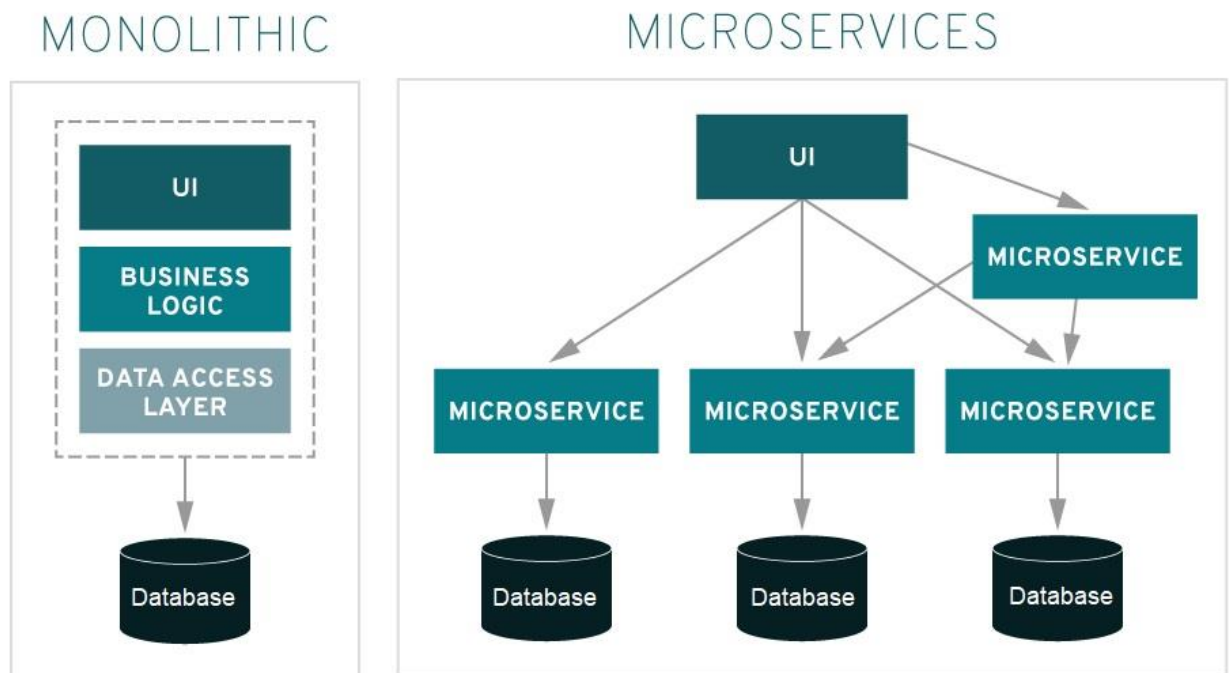 MONOLITHIC
UI
BUSINESS
LOGIC
DATA ACCESS
LAYER
Database
MICROSERVICES
UI
MICROSERVICE
MICROSERVICE
MICROSERVICE
MICROSERVICE
Database
Database
Database